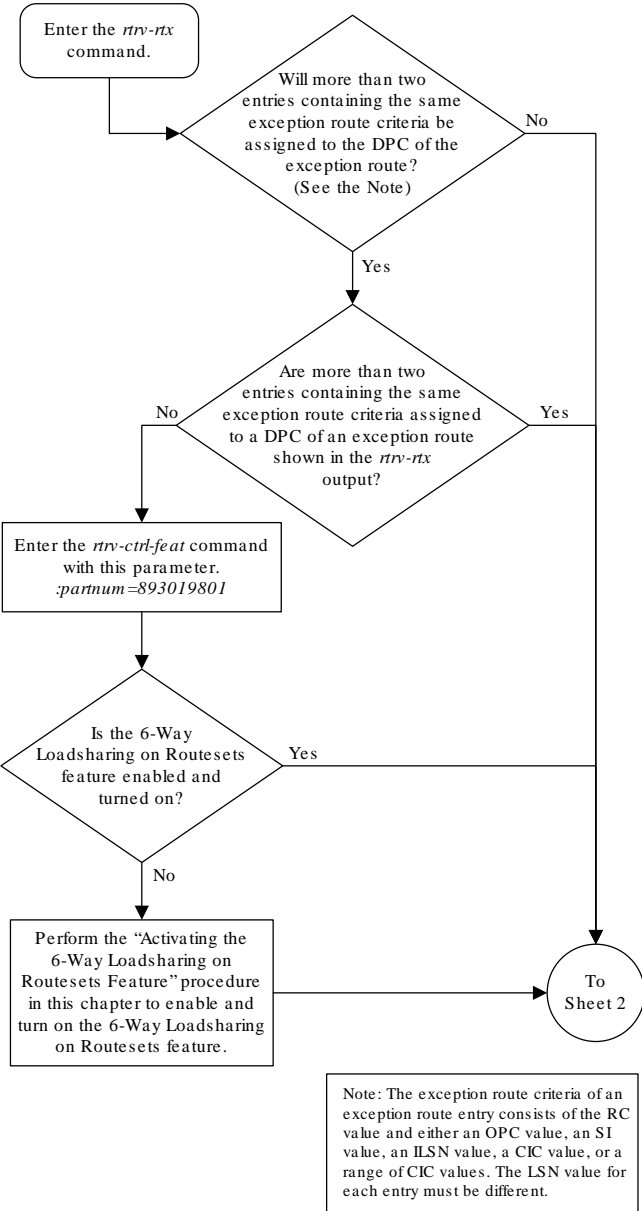 Enter the rtrv-rtx
command.
Will more than two
entries containing the same
exception route criteria be
assigned to the DPC of the
exception route?
(See the Note)
No
Yes
Are more than two
entries containing the same
exception route criteria assigned
to a DPC of an exception route
shown in the rtrv-rtx
output?
No
Yes
Enter the rtrv-ctrl-feat command
with this parameter.
:partnum=893019801
Is the 6-Way
Loadsharing on Routesets
feature enabled and
turned on?
Yes
No
Perform the “Activating the
6-Way Loadsharing on
Routesets Feature” procedure
in this chapter to enable and
turn on the 6-Way Loadsharing
on Routesets feature.
To
Sheet 2
Note: The exception route criteria of an
exception route entry consists of the RC
value and either an OPC value, an SI
value, an ILSN value, a CIC value, or a
range of CIC values. The LSN value for
each entry must be different.